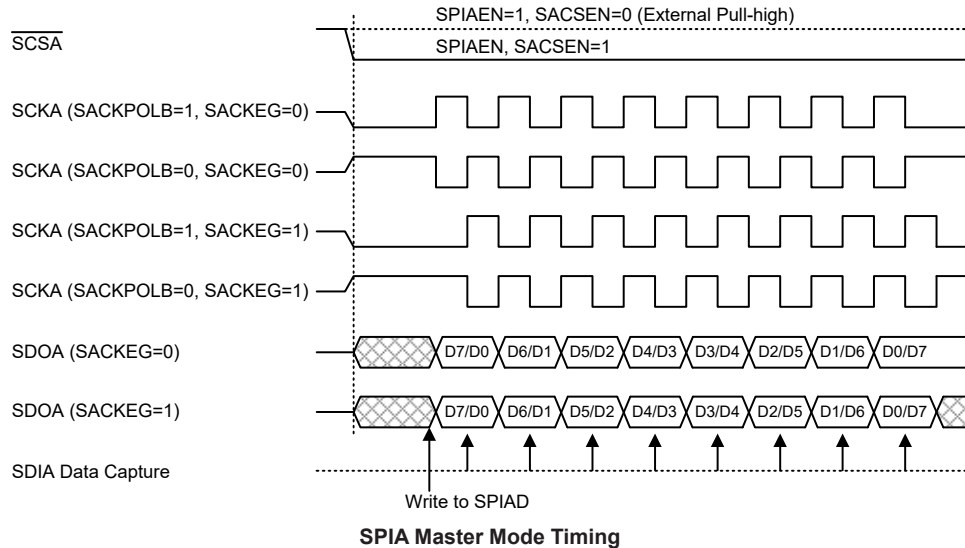 SPIAEN=1, SACSEN=0 (External Pull-high)
SCSA
SPIAEN, SACSEN=1
SCKA (SACKPOLB=1, SACKEG=0)
SCKA (SACKPOLB=0, SACKEG=0)
SCKA (SACKPOLB=1, SACKEG=1)
SCKA (SACKPOLB=0, SACKEG=1)
SDOA (SACKEG=0) D7/D0 D6/D1 D5/D2 D4/D3 D3/D4 D2/D5 D1/D6 D0/D7
SDOA (SACKEG=1) D7/D0 D6/D1 D5/D2 D4/D3 D3/D4 D2/D5 D1/D6 D0/D7
SDIA Data Capture
Write to SPIAD
SPIA Master Mode Timing